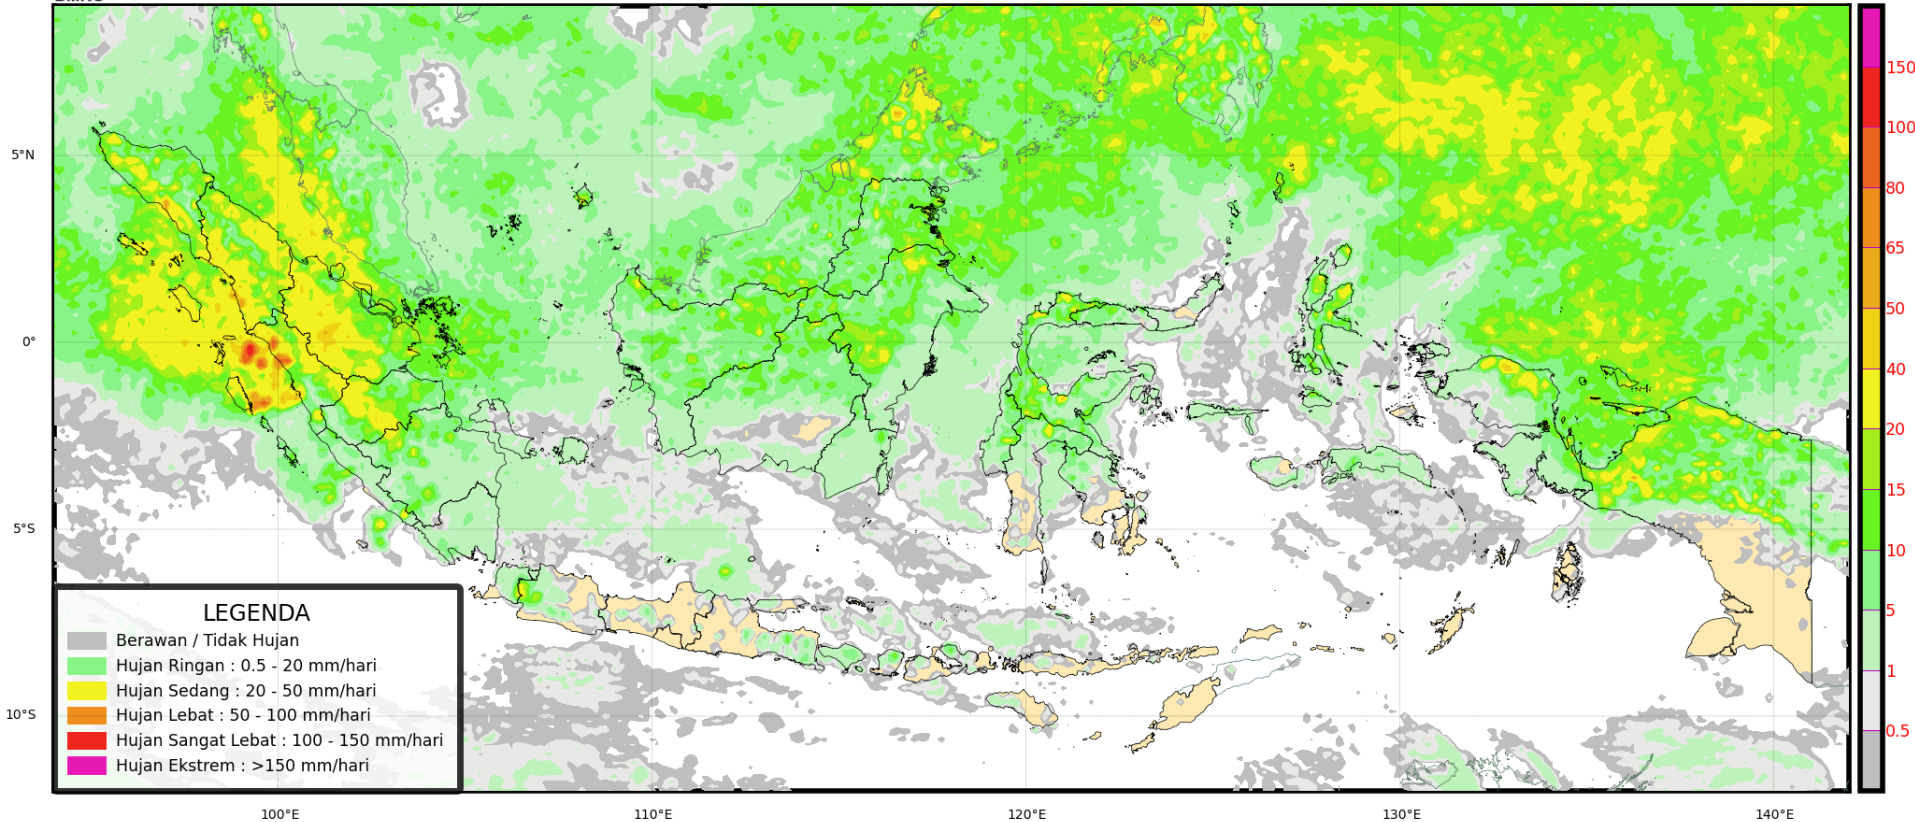 5°N
0°
5°S
10°S
LEGENDA
Berawan / Tidak Hujan
Hujan Ringan : 0.5 - 20 mm/hari
Hujan Sedang : 20 - 50 mm/hari
Hujan Lebat : 50 - 100 mm/hari
Hujan Sangat Lebat : 100 - 150 mm/hari
Hujan Ekstrem : >150 mm/hari
100°E
110°E
120°E
130°E
140°E
150
100
80
65
50
40
20
15
10
5
1
0.5